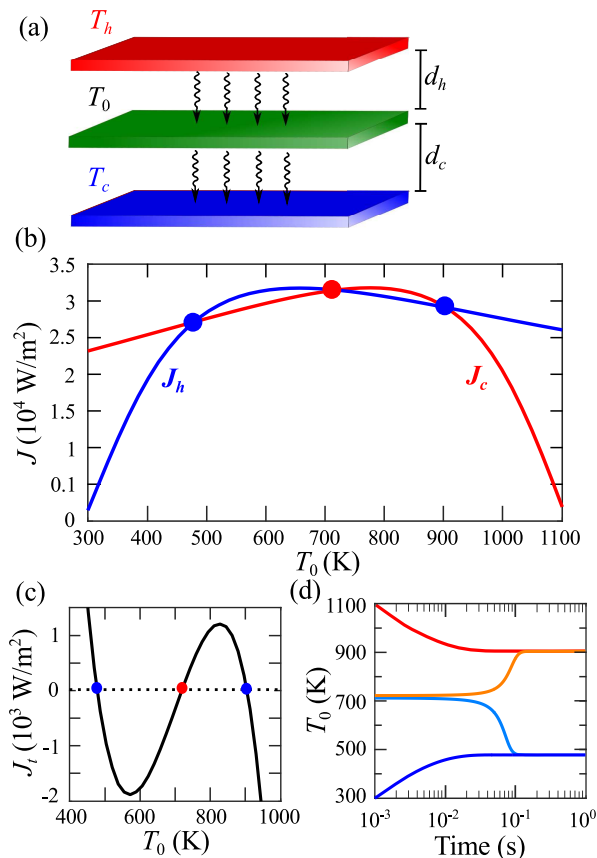 (a)
T_h
T_0
d_h
d_c
T_c
(b)
3.5
3
2.5
2
1.5
1
0.1
0
J (10^4 W/m^2)
J_h
J_c
300 400 500 600 700 800 900 1000 1100
T_0 (K)
(c)
1
0
-1
-2
J_t (10^3 W/m^2)
400 600 800 1000
T_0 (K)
(d)
1100
900
700
500
300
T_0 (K)
10^-3 10^-2 10^-1 10^0
Time (s)